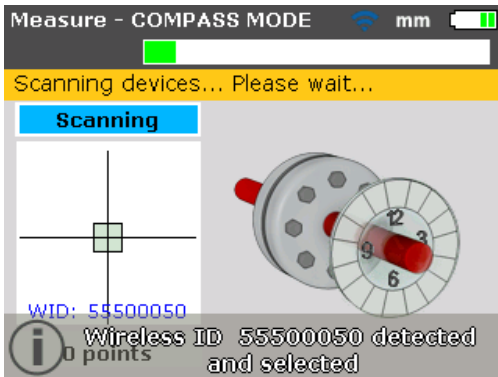 Measure - COMPASS MODE mm
Scanning devices... Please wait...
Scanning
12
3
9
6
WID: 55500050
0 points
Wireless ID 55500050 detected
and selected